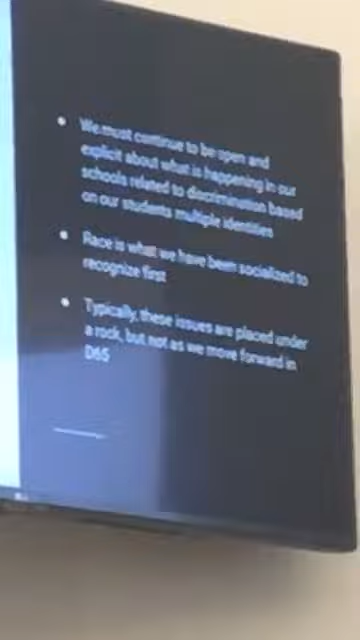 • We must continue to be open and
explicit about what is happening in our
schools related to discrimination based
on our students multiple identities
• Race is what we have been socialized to
recognize first
• Typically, these issues are placed under
a rock, but not as we move forward in
D65